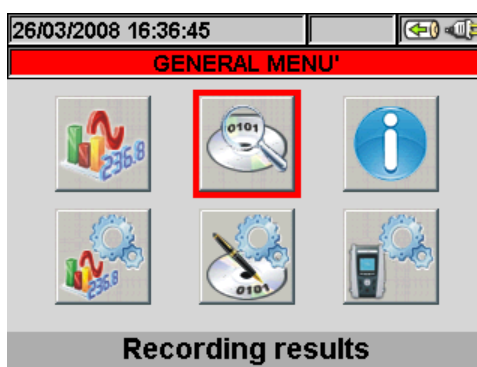 26/03/2008 16:36:45
GENERAL MENU'
236.8
0101
236.8
0101
Recording results